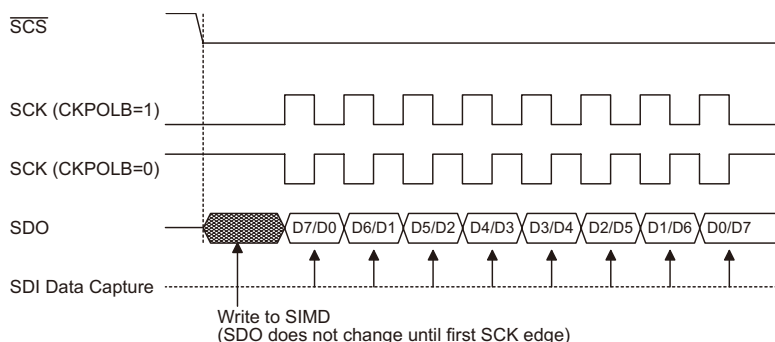 SCS
SCK (CKPOLB=1)
SCK (CKPOLB=0)
SDO
D7/D0 D6/D1 D5/D2 D4/D3 D3/D4 D2/D5 D1/D6 D0/D7
SDI Data Capture
Write to SIMD
(SDO does not change until first SCK edge)